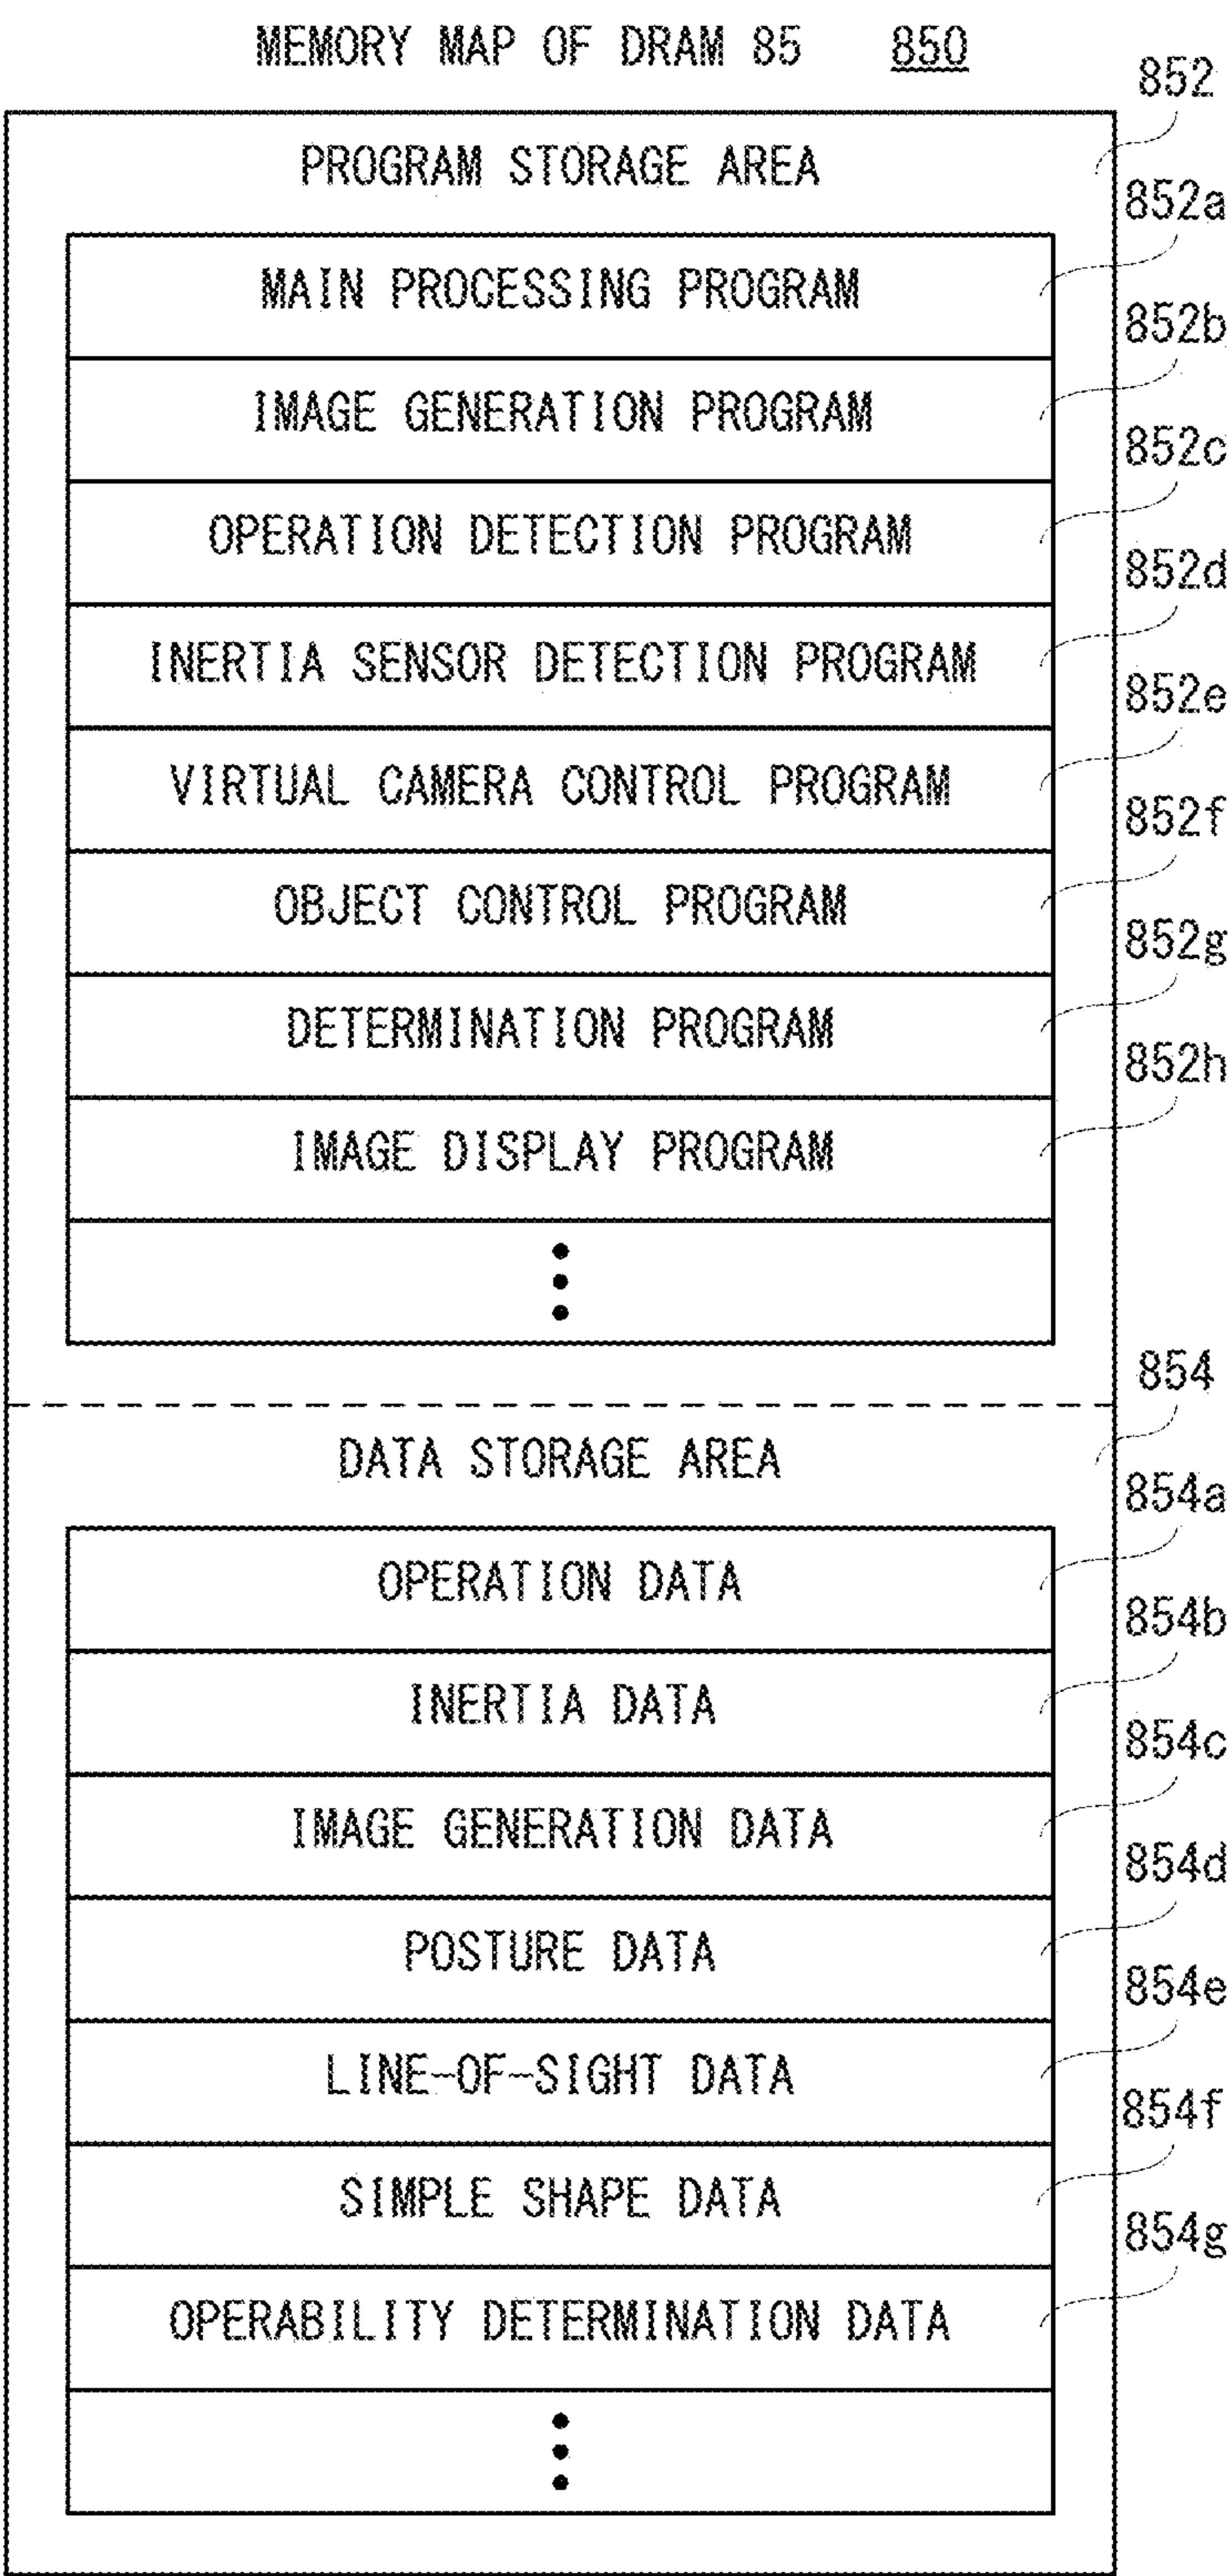 MEMORY MAP OF DRAM 85 850
852
PROGRAM STORAGE AREA
852a
MAIN PROCESSING PROGRAM
852b
IMAGE GENERATION PROGRAM
852c
OPERATION DETECTION PROGRAM
852d
INERTIA SENSOR DETECTION PROGRAM
852e
VIRTUAL CAMERA CONTROL PROGRAM
852f
OBJECT CONTROL PROGRAM
852g
DETERMINATION PROGRAM
852h
IMAGE DISPLAY PROGRAM
854
DATA STORAGE AREA
854a
OPERATION DATA
854b
INERTIA DATA
854c
IMAGE GENERATION DATA
854d
POSTURE DATA
854e
LINE-OF-SIGHT DATA
854f
SIMPLE SHAPE DATA
854g
OPERABILITY DETERMINATION DATA